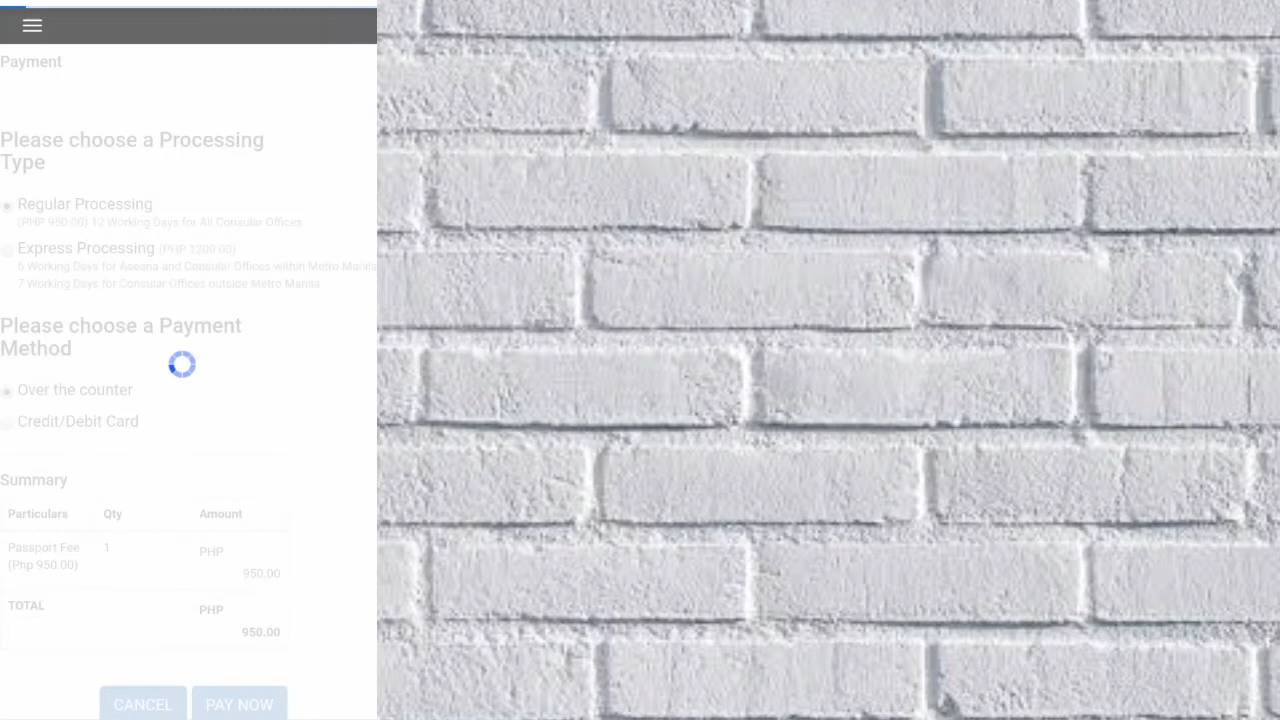 Payment
Please choose a Processing
Type
Regular Processing
(PHP 950.00) 12 Working Days for All Consular Offices
Express Processing (PHP 1200.00)
6 Working Days for Aseana and Consular Offices within Metro Manila
7 Working Days for Consular Offices outside Metro Manila
Please choose a Payment
Method
Over the counter
Credit/Debit Card
Summary
Particulars Qty Amount
Passport Fee 1 PHP
(Php 950.00) 950.00
TOTAL PHP
950.00
CANCEL PAY NOW